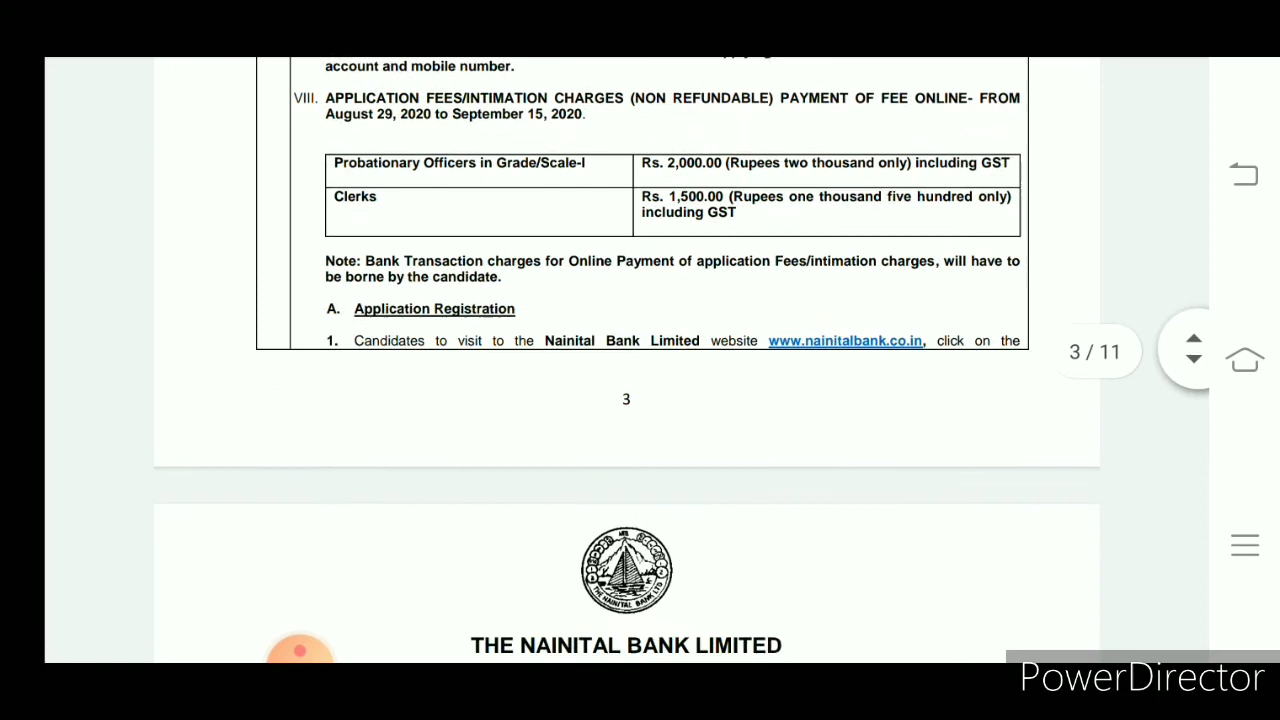 account and mobile number.
VIII. APPLICATION FEES/INTIMATION CHARGES (NON REFUNDABLE) PAYMENT OF FEE ONLINE- FROM
August 29, 2020 to September 15, 2020.
Probationary Officers in Grade/Scale-I Rs. 2,000.00 (Rupees two thousand only) including GST
Clerks Rs. 1,500.00 (Rupees one thousand five hundred only)
including GST
Note: Bank Transaction charges for Online Payment of application Fees/intimation charges, will have to
be borne by the candidate.
A. Application Registration
1. Candidates to visit to the Nainital Bank Limited website www.nainitalbank.co.in, click on the
3 / 11
3
THE NAINITAL BANK LTD
THE NAINITAL BANK LIMITED
PowerDirector